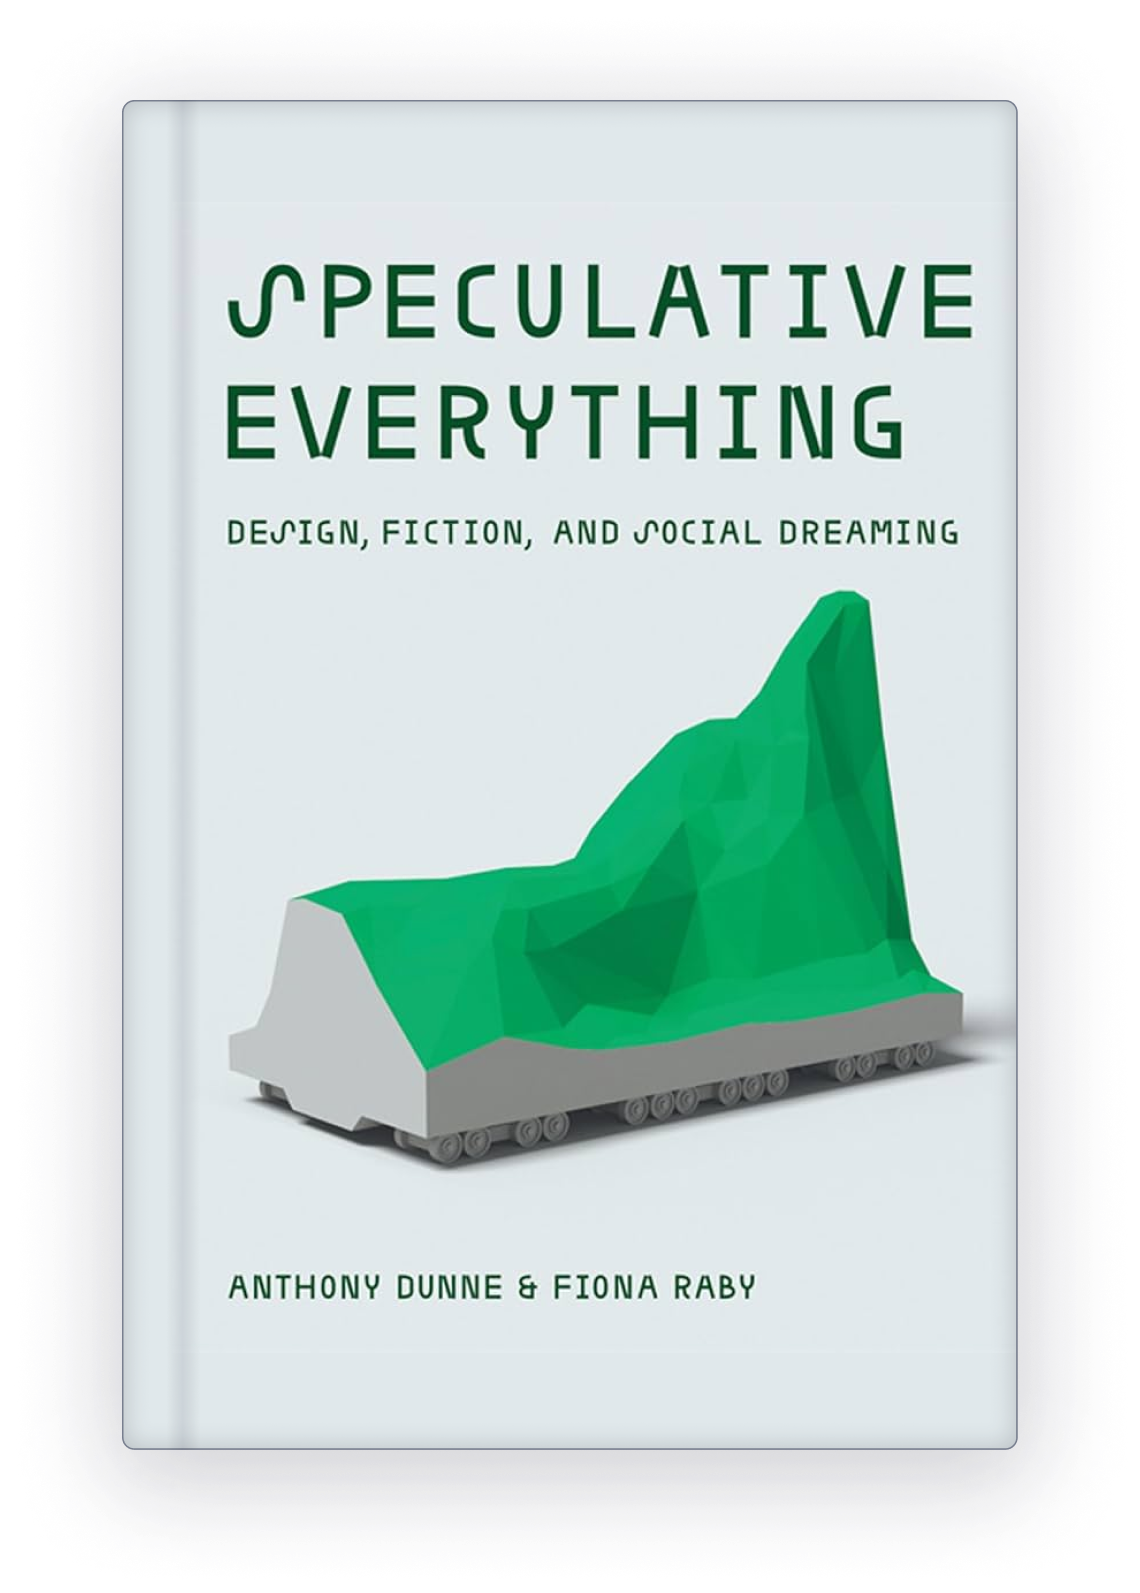 SPECULATIVE
EVERYTHING
DESIGN, FICTION, AND SOCIAL DREAMING
ANTHONY DUNNE & FIONA RABY